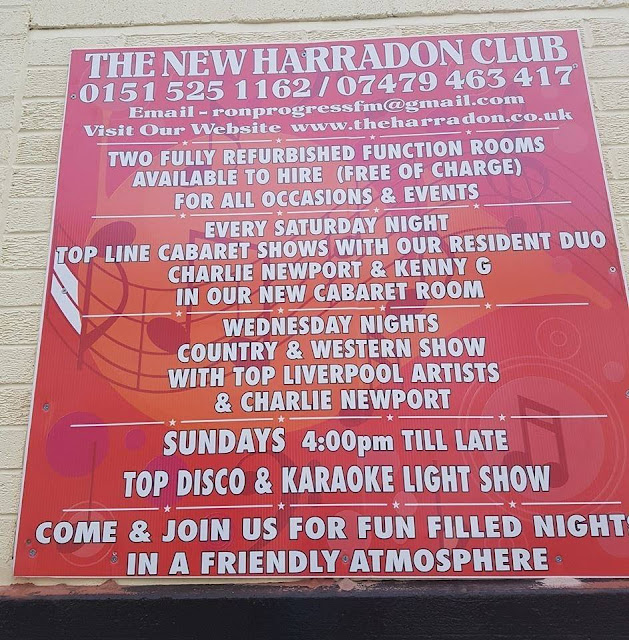 THE NEW HARRADON CLUB
0151 525 1162 / 07479 463 417
Email - ronprogressfm@gmail.com
Visit Our Website www.theharradon.co.uk
TWO FULLY REFURBISHED FUNCTION ROOMS
AVAILABLE TO HIRE (FREE OF CHARGE)
FOR ALL OCCASIONS & EVENTS
EVERY SATURDAY NIGHT
TOP LINE CABARET SHOWS WITH OUR RESIDENT DUO
CHARLIE NEWPORT & KENNY G
IN OUR NEW CABARET ROOM
WEDNESDAY NIGHTS
COUNTRY & WESTERN SHOW
WITH TOP LIVERPOOL ARTISTS
& CHARLIE NEWPORT
SUNDAYS 4:00pm TILL LATE
TOP DISCO & KARAOKE LIGHT SHOW
COME & JOIN US FOR FUN FILLED NIGHTS
IN A FRIENDLY ATMOSPHERE